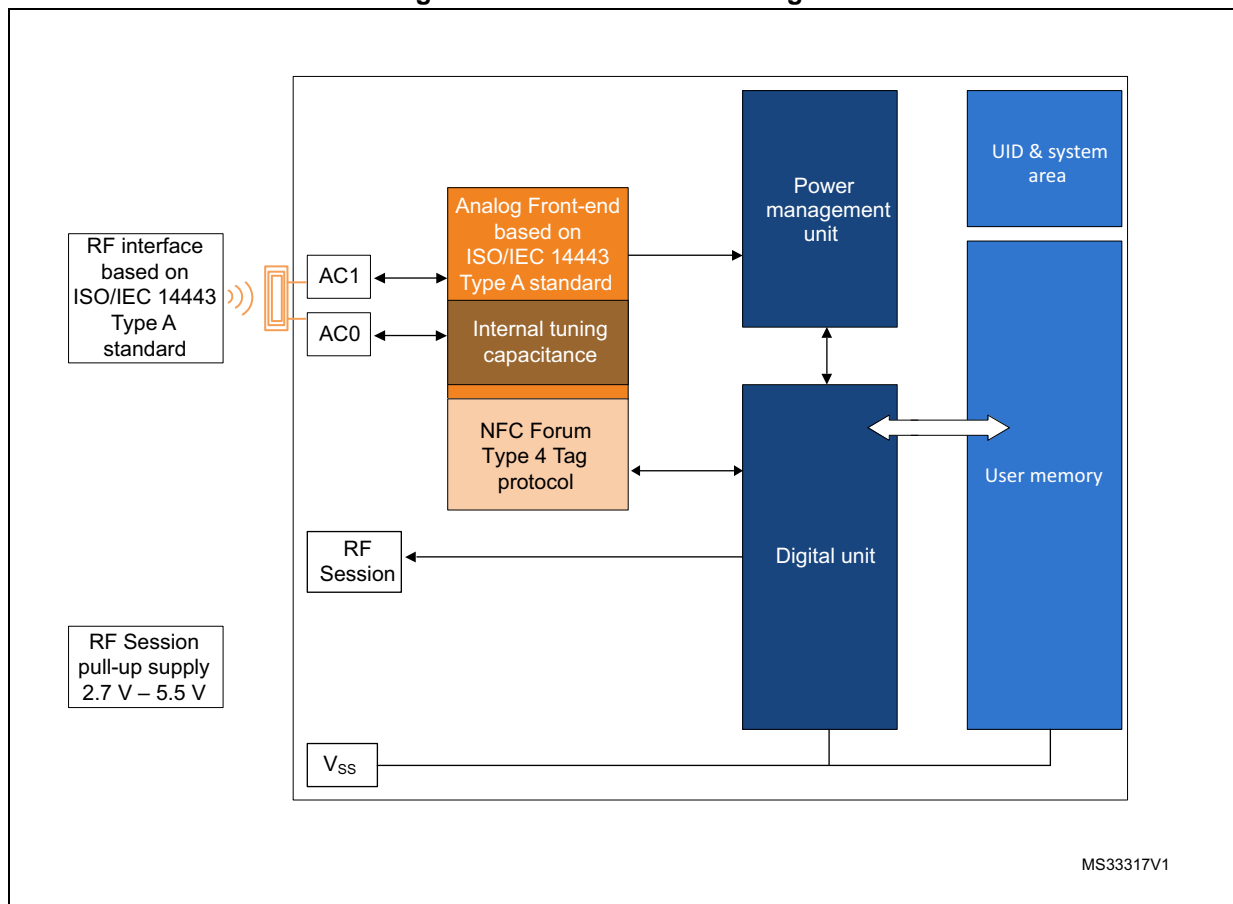 RF interface
based on
ISO/IEC 14443
Type A
standard
AC1
AC0
Analog Front-end
based on
ISO/IEC 14443
Type A standard
Internal tuning
capacitance
NFC Forum
Type 4 Tag
protocol
Power
management
unit
UID & system
area
User memory
Digital unit
RF
Session
RF Session
pull-up supply
2.7 V – 5.5 V
VSS
MS33317V1